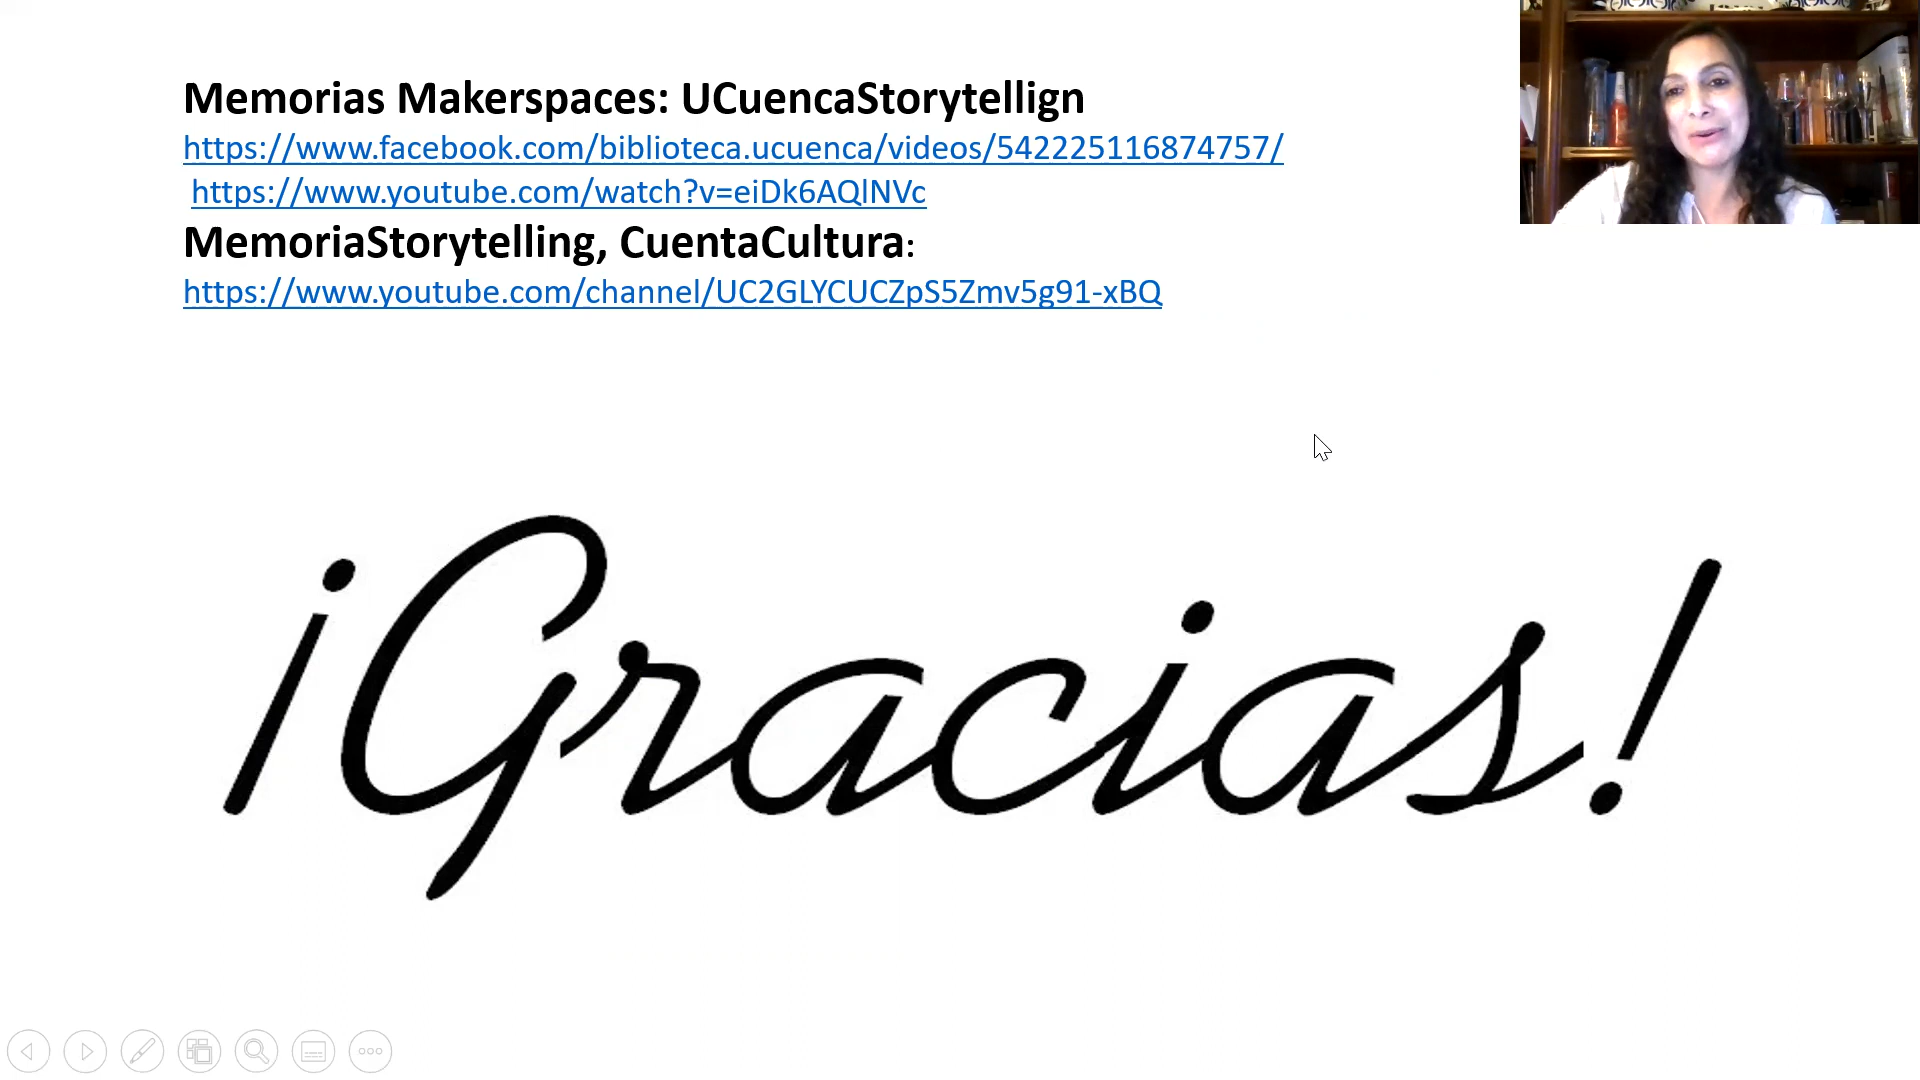 Memorias Makerspaces: UCuencaStorytellign
https://www.facebook.com/biblioteca.ucuenca/videos/542225116874757/
https://www.youtube.com/watch?v=eiDk6AQlNVc
MemoriaStorytelling, CuentaCultura:
https://www.youtube.com/channel/UC2GLYCUCZpS5Zmv5g91-xBQ
¡Gracias!